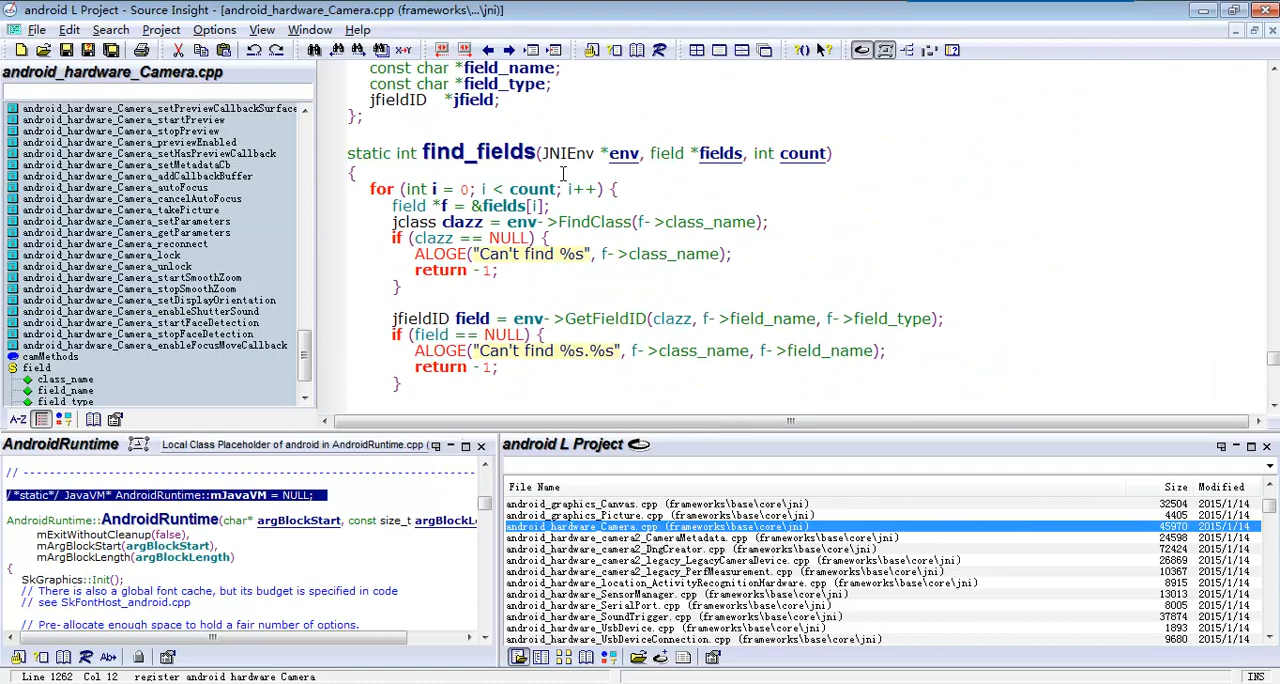 android L Project - Source Insight - [android_hardware_Camera.cpp (frameworks\...\jni)]
File Edit Search Project Options View Window Help
android_hardware_Camera.cpp
android_hardware_Camera_setPreviewCallbackSurface
android_hardware_Camera_startPreview
android_hardware_Camera_stopPreview
android_hardware_Camera_previewEnabled
android_hardware_Camera_setHasPreviewCallback
android_hardware_Camera_setMetadataCb
android_hardware_Camera_addCallbackBuffer
android_hardware_Camera_autoFocus
android_hardware_Camera_cancelAutoFocus
android_hardware_Camera_takePicture
android_hardware_Camera_setParameters
android_hardware_Camera_getParameters
android_hardware_Camera_reconnect
android_hardware_Camera_lock
android_hardware_Camera_unlock
android_hardware_Camera_startSmoothZoom
android_hardware_Camera_stopSmoothZoom
android_hardware_Camera_setDisplayOrientation
android_hardware_Camera_enableShutterSound
android_hardware_Camera_startFaceDetection
android_hardware_Camera_stopFaceDetection
android_hardware_Camera_enableFocusMoveCallback
camMethods
field
class_name
field_name
field_type
A-Z
const char *field_name;
const char *field_type;
jfieldID *jfield;
};
static int find_fields(JNIEnv *env, field *fields, int count)
{
for (int i = 0; i < count; i++) {
field *f = &fields[i];
jclass clazz = env->FindClass(f->class_name);
if (clazz == NULL) {
ALOGE("Can't find %s", f->class_name);
return -1;
}
jfieldID field = env->GetFieldID(clazz, f->field_name, f->field_type);
if (field == NULL) {
ALOGE("Can't find %s.%s", f->class_name, f->field_name);
return -1;
}
AndroidRuntime Local Class Placeholder of android in AndroidRuntime.cpp (
// ----------------------------------------------------------------------
/*static*/ JavaVM* AndroidRuntime::mJavaVM = NULL;
AndroidRuntime::AndroidRuntime(char* argBlockStart, const size_t argBlockL
mExitWithoutCleanup(false),
mArgBlockStart(argBlockStart),
mArgBlockLength(argBlockLength)
{
SkGraphics::Init();
// There is also a global font cache, but its budget is specified in code
// see SkFontHost_android.cpp
// Pre-allocate enough space to hold a fair number of options.
android L Project
File Name Size Modified
android_graphics_Canvas.cpp (frameworks\base\core\jni) 32504 2015/1/14
android_graphics_Picture.cpp (frameworks\base\core\jni) 4405 2015/1/14
android_hardware_Camera.cpp (frameworks\base\core\jni) 45970 2015/1/14
android_hardware_camera2_CameraMetadata.cpp (frameworks\base\core\jni) 24598 2015/1/14
android_hardware_camera2_DngCreator.cpp (frameworks\base\core\jni) 72424 2015/1/14
android_hardware_camera2_legacy_LegacyCameraDevice.cpp (frameworks\base\core\jni) 26869 2015/1/14
android_hardware_camera2_legacy_PerfMeasurement.cpp (frameworks\base\core\jni) 10367 2015/1/14
android_hardware_location_ActivityRecognitionHardware.cpp (frameworks\base\core\jni) 8915 2015/1/14
android_hardware_SensorManager.cpp (frameworks\base\core\jni) 13013 2015/1/14
android_hardware_SerialPort.cpp (frameworks\base\core\jni) 8005 2015/1/14
android_hardware_SoundTrigger.cpp (frameworks\base\core\jni) 37874 2015/1/14
android_hardware_UsbDevice.cpp (frameworks\base\core\jni) 1893 2015/1/14
android_hardware_UsbDeviceConnection.cpp (frameworks\base\core\jni) 9680 2015/1/14
Line 1262 Col 12 register android hardware Camera INS